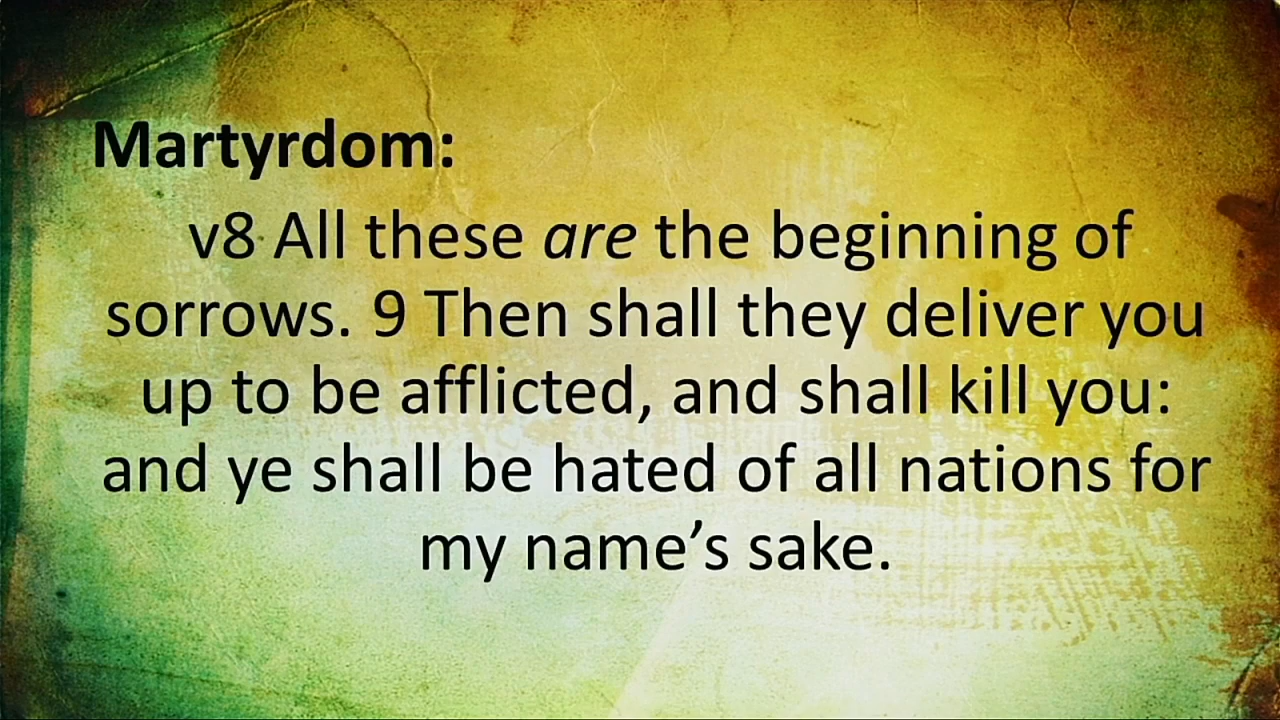 Martyrdom:
v8 All these are the beginning of
sorrows. 9 Then shall they deliver you
up to be afflicted, and shall kill you:
and ye shall be hated of all nations for
my name’s sake.